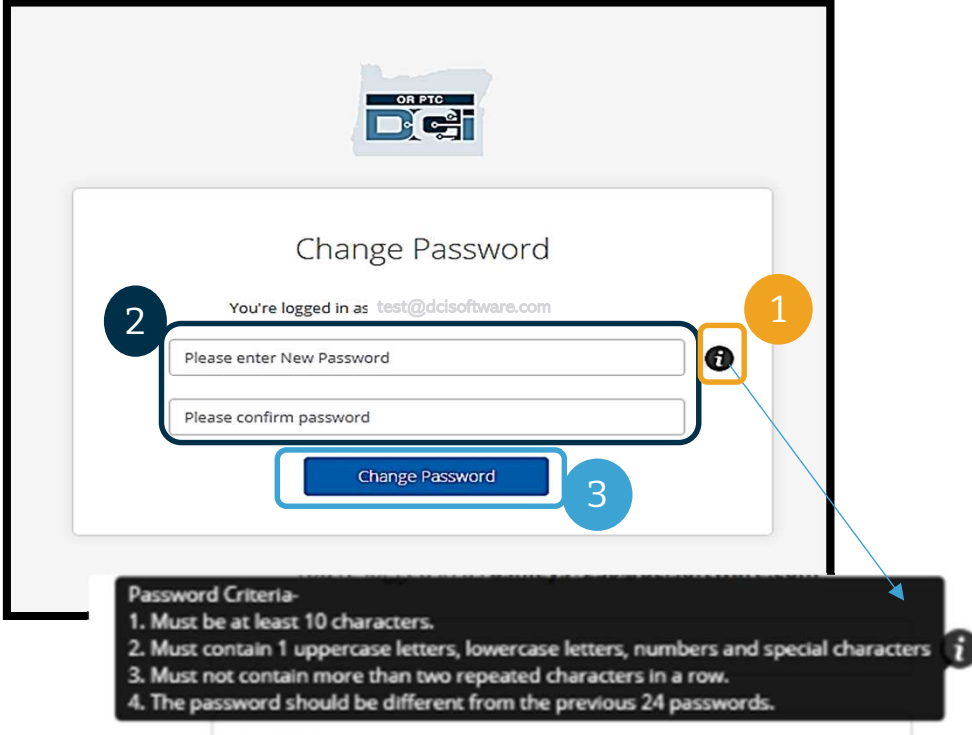 OR PTC
DCi
Change Password
You're logged in as test@dcisoftware.com
1
2
Please enter New Password
i
Please confirm password
Change Password
3
Password Criteria-
1. Must be at least 10 characters.
2. Must contain 1 uppercase letters, lowercase letters, numbers and special characters
i
3. Must not contain more than two repeated characters in a row.
4. The password should be different from the previous 24 passwords.